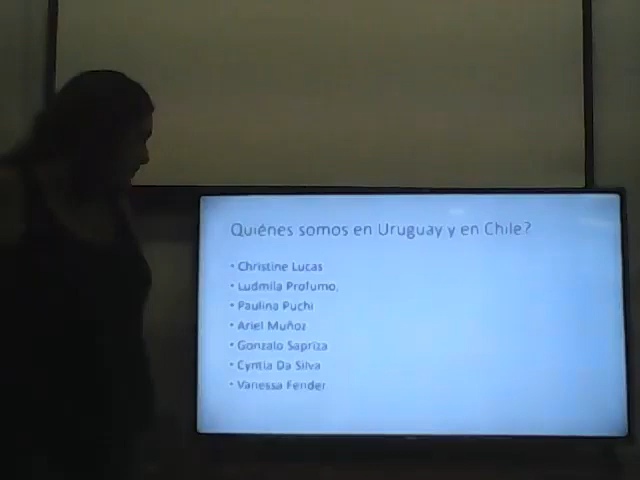 Quiénes somos en Uruguay y en Chile?
• Christine Lucas
• Ludmila Profumo,
• Paulina Puchi
• Ariel Muñoz
• Gonzalo Sapriza
• Cyntia Da Silva
• Vanessa Fender